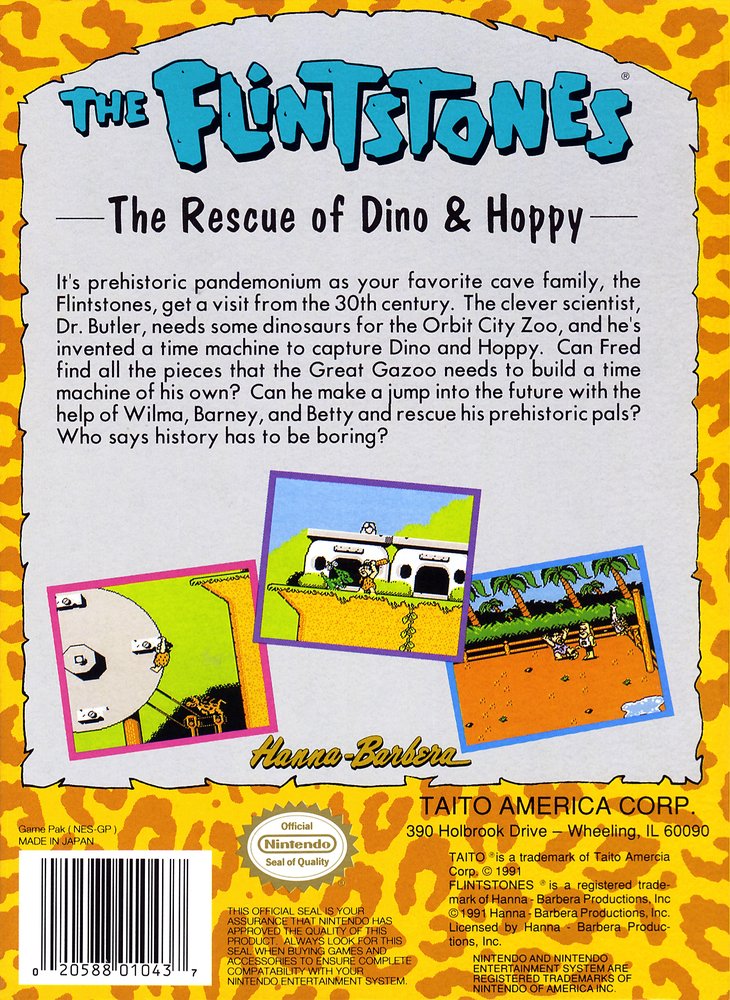 THE FLINTSTONES ®
The Rescue of Dino & Hoppy
It's prehistoric pandemonium as your favorite cave family, the
Flintstones, get a visit from the 30th century. The clever scientist,
Dr. Butler, needs some dinosaurs for the Orbit City Zoo, and he's
invented a time machine to capture Dino and Hoppy. Can Fred
find all the pieces that the Great Gazoo needs to build a time
machine of his own? Can he make a jump into the future with the
help of Wilma, Barney, and Betty and rescue his prehistoric pals?
Who says history has to be boring?
Hanna-Barbera
Game Pak ( NES-GP )
MADE IN JAPAN
0 20588 01043 7
Official
Nintendo
Seal of Quality
THIS OFFICIAL SEAL IS YOUR
ASSURANCE THAT NINTENDO HAS
APPROVED THE QUALITY OF THIS
PRODUCT. ALWAYS LOOK FOR THIS
SEAL WHEN BUYING GAMES AND
ACCESSORIES TO ENSURE COMPLETE
COMPATABILITY WITH YOUR
NINTENDO ENTERTAINMENT SYSTEM.
TAITO AMERICA CORP.
390 Holbrook Drive – Wheeling, IL 60090
TAITO ® is a trademark of Taito Amercia
Corp. © 1991
FLINTSTONES ® is a registered trade-
mark of Hanna - Barbera Productions, Inc
© 1991 Hanna - Barbera Productions, Inc.
Licensed by Hanna - Barbera Produc-
tions, Inc.
NINTENDO AND NINTENDO
ENTERTAINMENT SYSTEM ARE
REGISTERED TRADEMARKS OF
NINTENDO OF AMERICA INC.